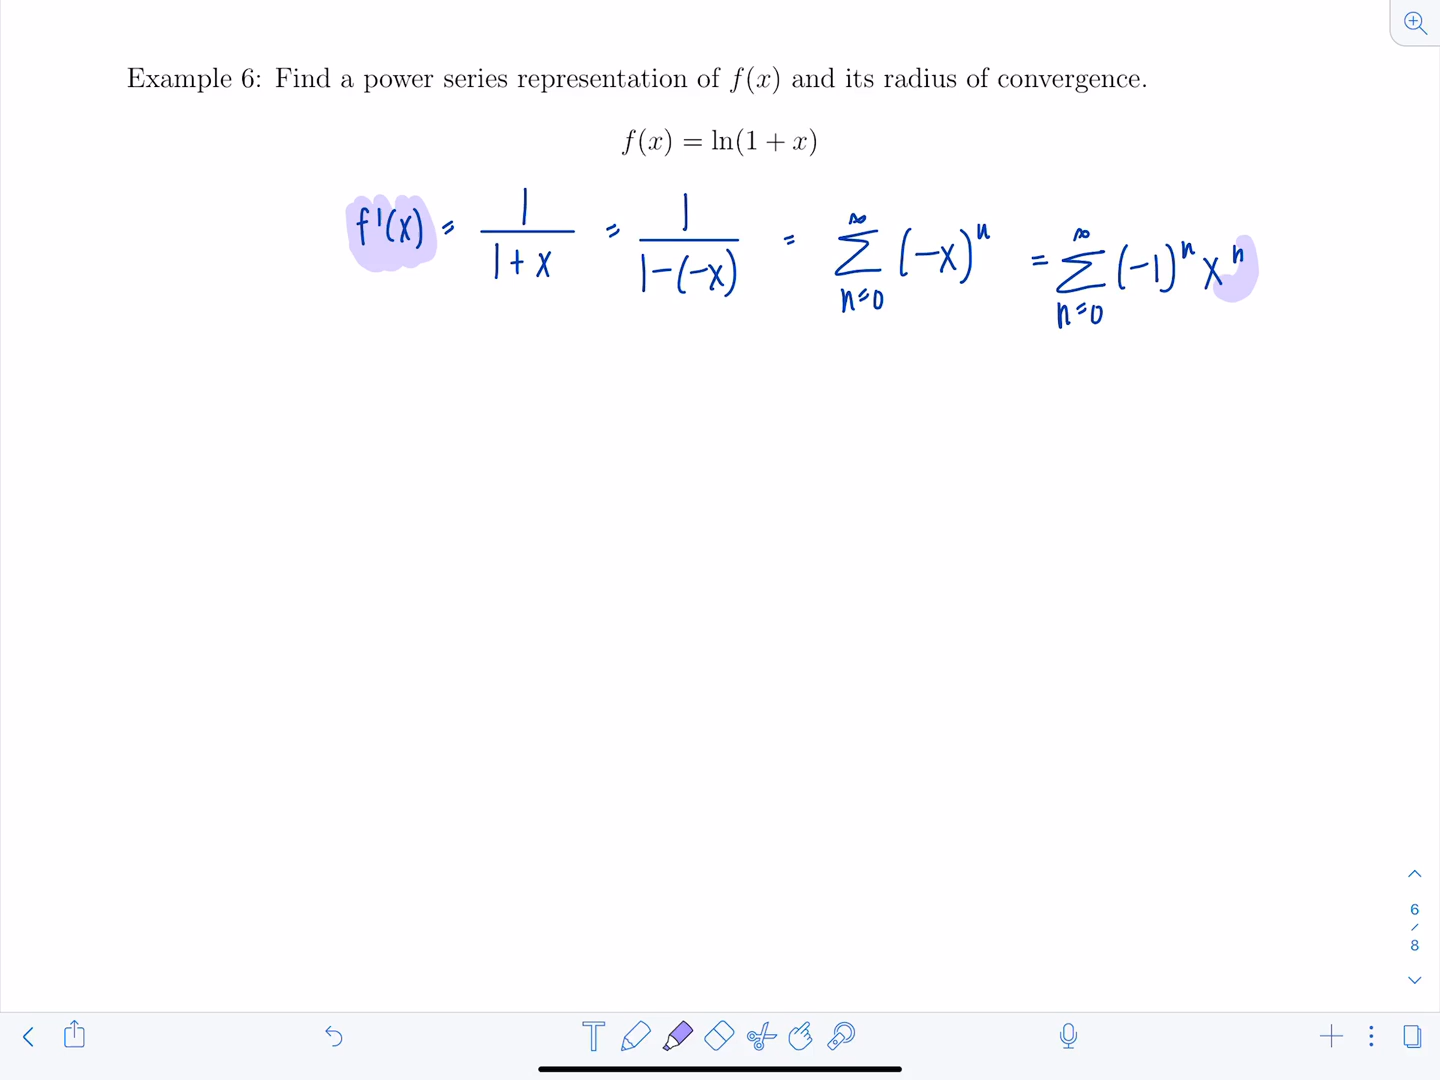 Example 6: Find a power series representation of f(x) and its radius of convergence.
f(x) = ln(1 + x)
f'(x) = 1/(1+x) = 1/(1-(-x)) = ∑_{n=0}^{∞} (-x)^n = ∑_{n=0}^{∞} (-1)^n x^n
6
/
8
T